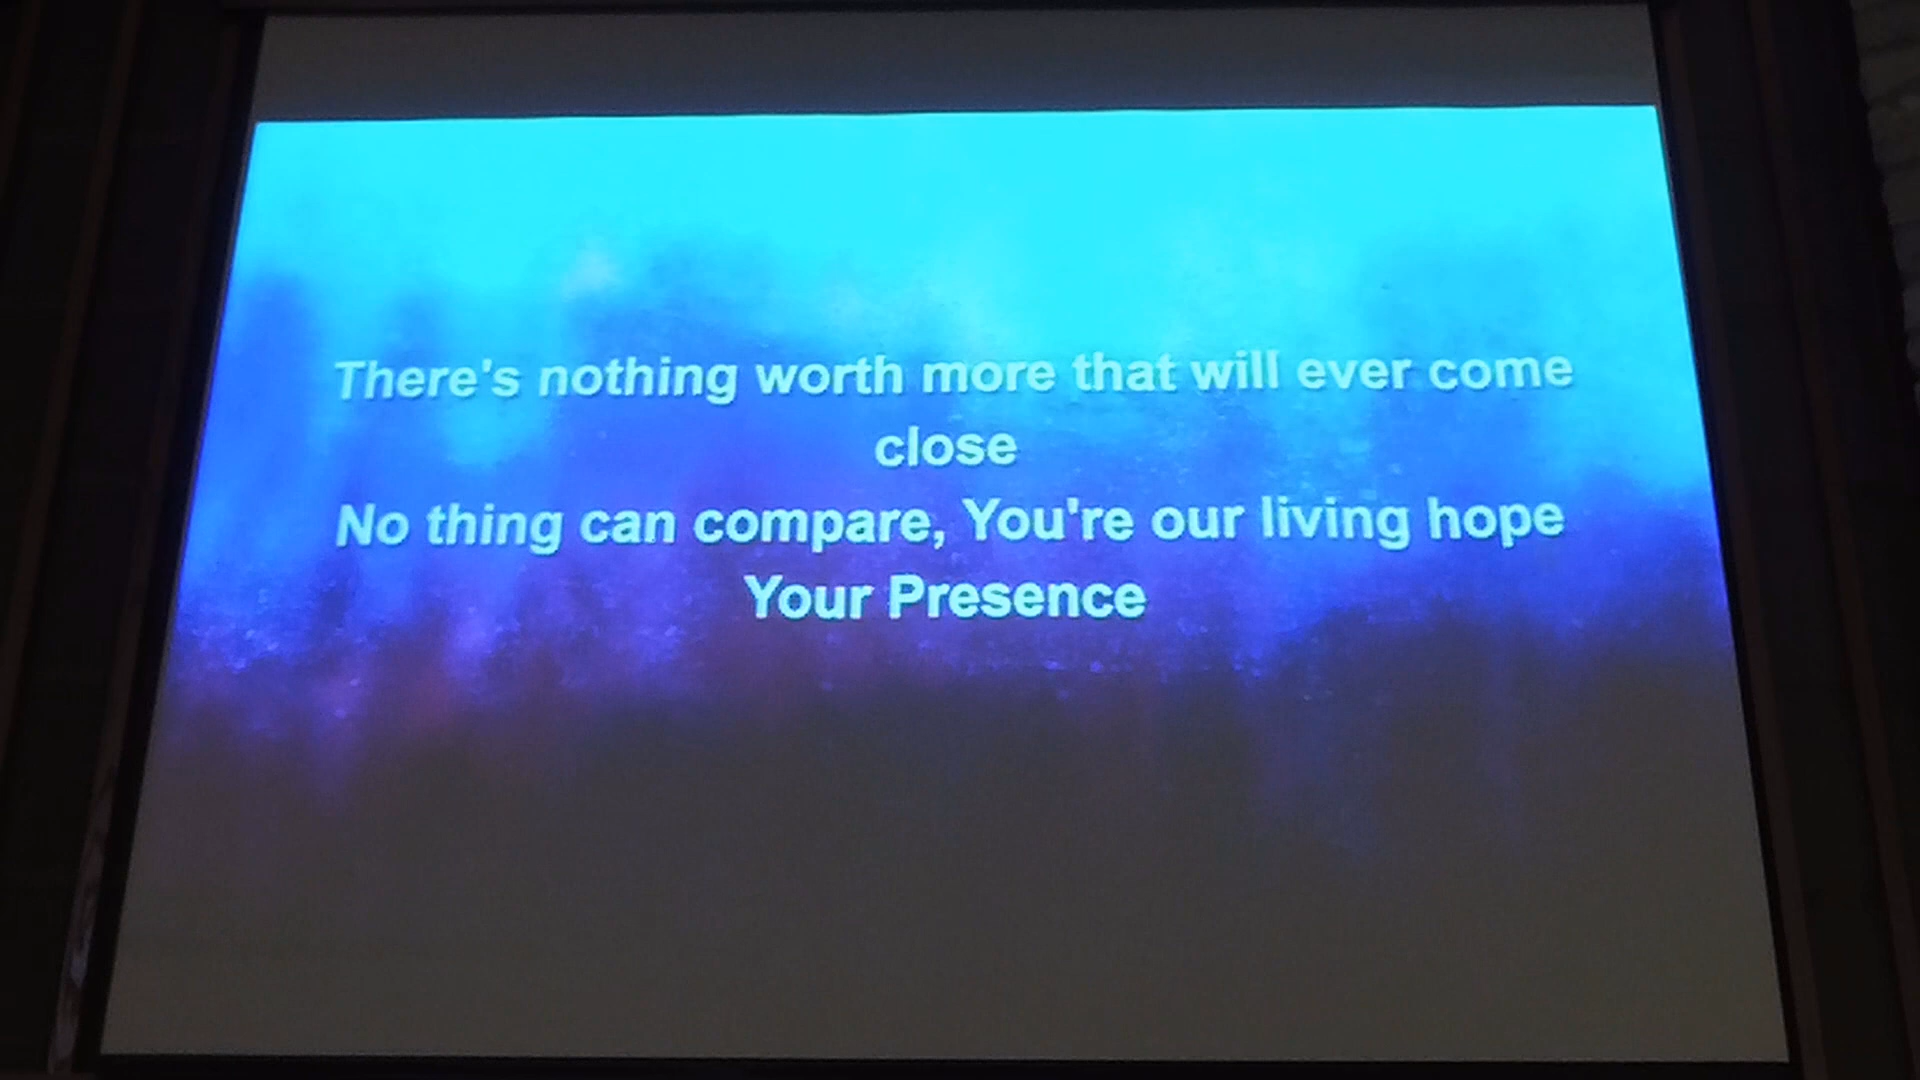 There's nothing worth more that will ever come
close
No thing can compare, You're our living hope
Your Presence